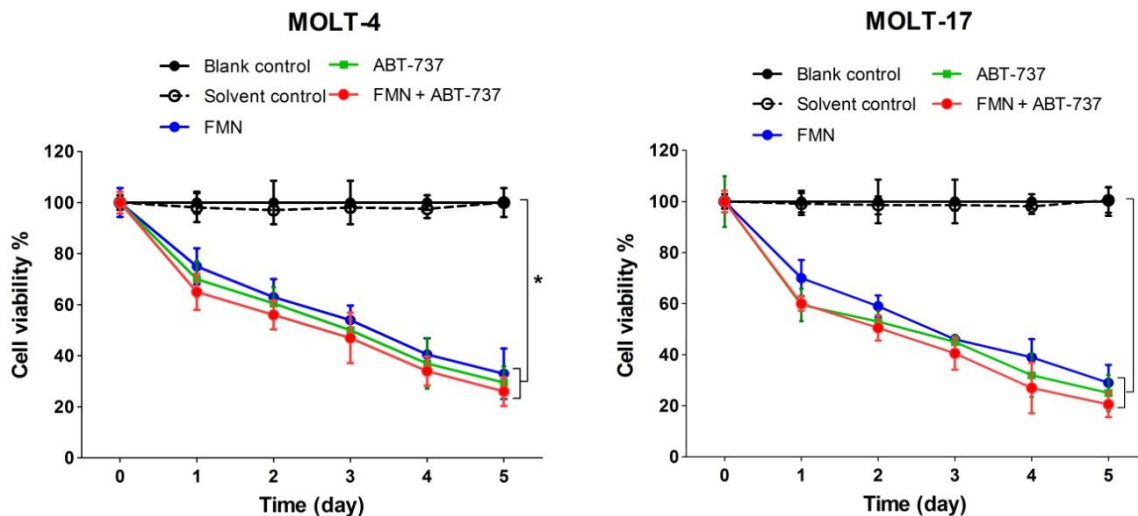 MOLT-4
Blank control
ABT-737
Solvent control
FMN + ABT-737
FMN
Cell viability %
120
100
80
60
40
20
0
*
0 1 2 3 4 5
Time (day)
MOLT-17
Blank control
ABT-737
Solvent control
FMN + ABT-737
FMN
Cell viability %
120
100
80
60
40
20
0
0 1 2 3 4 5
Time (day)